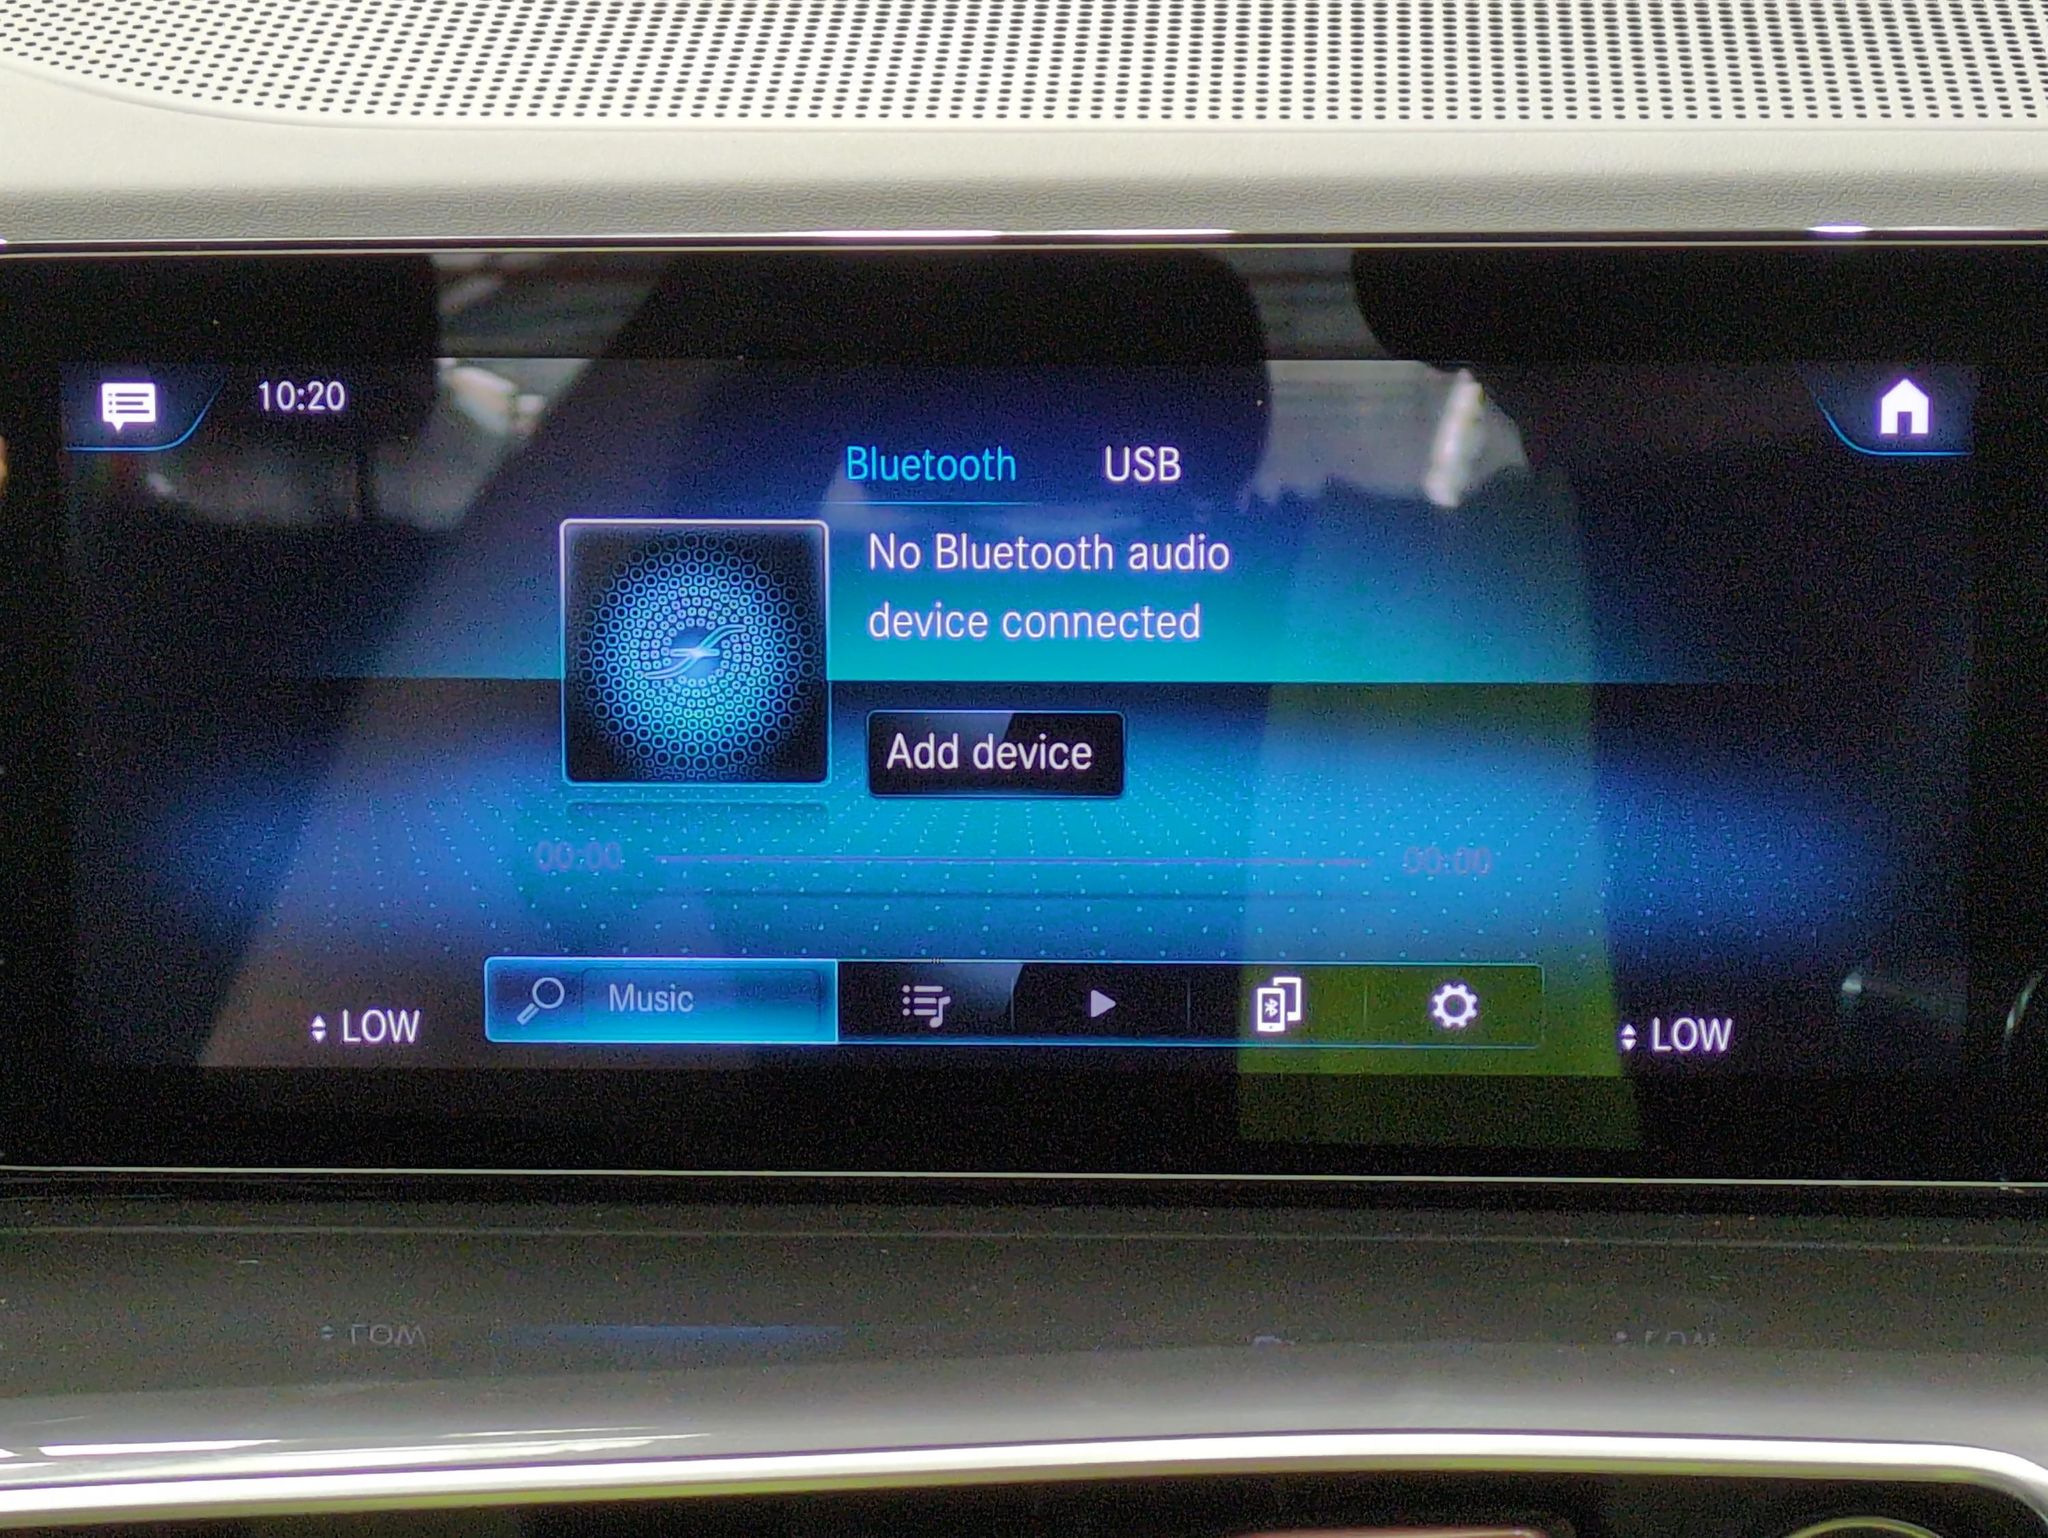 10:20
Bluetooth USB
No Bluetooth audio
device connected
Add device
00:00 00:00
Music
LOW LOW